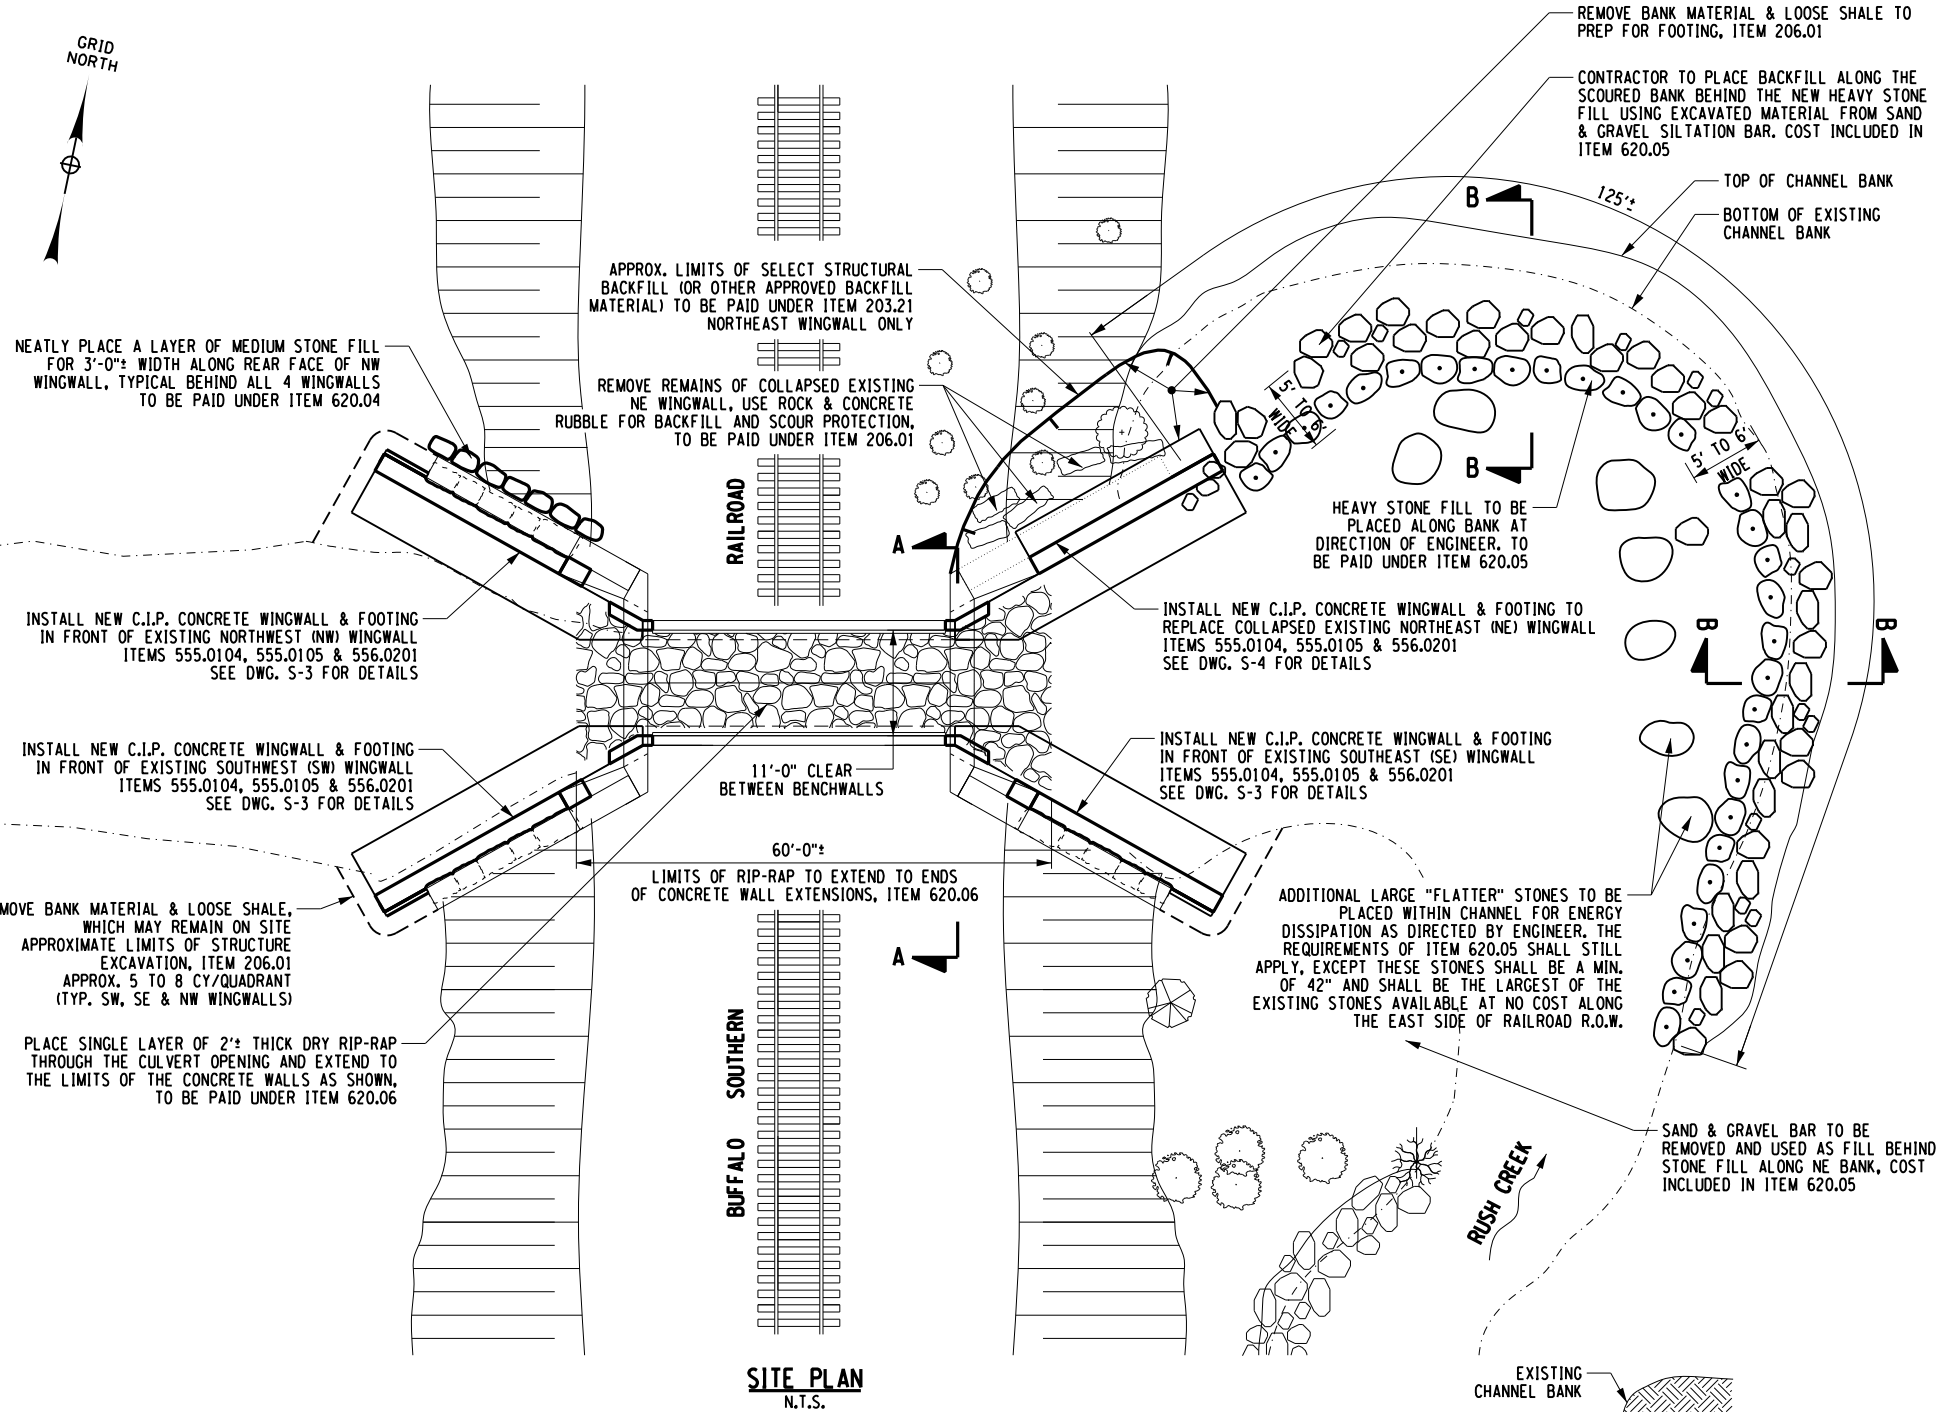 GRID
NORTH
REMOVE BANK MATERIAL & LOOSE SHALE TO
PREP FOR FOOTING, ITEM 206.01
CONTRACTOR TO PLACE BACKFILL ALONG THE
SCOURED BANK BEHIND THE NEW HEAVY STONE
FILL USING EXCAVATED MATERIAL FROM SAND
& GRAVEL SILTATION BAR. COST INCLUDED IN
ITEM 620.05
TOP OF CHANNEL BANK
BOTTOM OF EXISTING
CHANNEL BANK
125'±
B
B
APPROX. LIMITS OF SELECT STRUCTURAL
BACKFILL (OR OTHER APPROVED BACKFILL
MATERIAL) TO BE PAID UNDER ITEM 203.21
NORTHEAST WINGWALL ONLY
NEATLY PLACE A LAYER OF MEDIUM STONE FILL
FOR 3'-0"± WIDTH ALONG REAR FACE OF NW
WINGWALL, TYPICAL BEHIND ALL 4 WINGWALLS
TO BE PAID UNDER ITEM 620.04
REMOVE REMAINS OF COLLAPSED EXISTING
NE WINGWALL, USE ROCK & CONCRETE
RUBBLE FOR BACKFILL AND SCOUR PROTECTION,
TO BE PAID UNDER ITEM 206.01
5' TO 6'
WIDE
5' TO 6'
WIDE
RAILROAD
A
HEAVY STONE FILL TO BE
PLACED ALONG BANK AT
DIRECTION OF ENGINEER. TO
BE PAID UNDER ITEM 620.05
INSTALL NEW C.I.P. CONCRETE WINGWALL & FOOTING
IN FRONT OF EXISTING NORTHWEST (NW) WINGWALL
ITEMS 555.0104, 555.0105 & 556.0201
SEE DWG. S-3 FOR DETAILS
INSTALL NEW C.I.P. CONCRETE WINGWALL & FOOTING TO
REPLACE COLLAPSED EXISTING NORTHEAST (NE) WINGWALL
ITEMS 555.0104, 555.0105 & 556.0201
SEE DWG. S-4 FOR DETAILS
B
B
INSTALL NEW C.I.P. CONCRETE WINGWALL & FOOTING
IN FRONT OF EXISTING SOUTHWEST (SW) WINGWALL
ITEMS 555.0104, 555.0105 & 556.0201
SEE DWG. S-3 FOR DETAILS
11'-0" CLEAR
BETWEEN BENCHWALLS
INSTALL NEW C.I.P. CONCRETE WINGWALL & FOOTING
IN FRONT OF EXISTING SOUTHEAST (SE) WINGWALL
ITEMS 555.0104, 555.0105 & 556.0201
SEE DWG. S-3 FOR DETAILS
60'-0"±
LIMITS OF RIP-RAP TO EXTEND TO ENDS
OF CONCRETE WALL EXTENSIONS, ITEM 620.06
MOVE BANK MATERIAL & LOOSE SHALE,
WHICH MAY REMAIN ON SITE
APPROXIMATE LIMITS OF STRUCTURE
EXCAVATION, ITEM 206.01
APPROX. 5 TO 8 CY/QUADRANT
(TYP. SW, SE & NW WINGWALLS)
A
ADDITIONAL LARGE "FLATTER" STONES TO BE
PLACED WITHIN CHANNEL FOR ENERGY
DISSIPATION AS DIRECTED BY ENGINEER. THE
REQUIREMENTS OF ITEM 620.05 SHALL STILL
APPLY, EXCEPT THESE STONES SHALL BE A MIN.
OF 42" AND SHALL BE THE LARGEST OF THE
EXISTING STONES AVAILABLE AT NO COST ALONG
THE EAST SIDE OF RAILROAD R.O.W.
PLACE SINGLE LAYER OF 2'± THICK DRY RIP-RAP
THROUGH THE CULVERT OPENING AND EXTEND TO
THE LIMITS OF THE CONCRETE WALLS AS SHOWN,
TO BE PAID UNDER ITEM 620.06
BUFFALO SOUTHERN
SAND & GRAVEL BAR TO BE
REMOVED AND USED AS FILL BEHIND
STONE FILL ALONG NE BANK, COST
INCLUDED IN ITEM 620.05
RUSH CREEK
SITE PLAN
N.T.S.
EXISTING
CHANNEL BANK